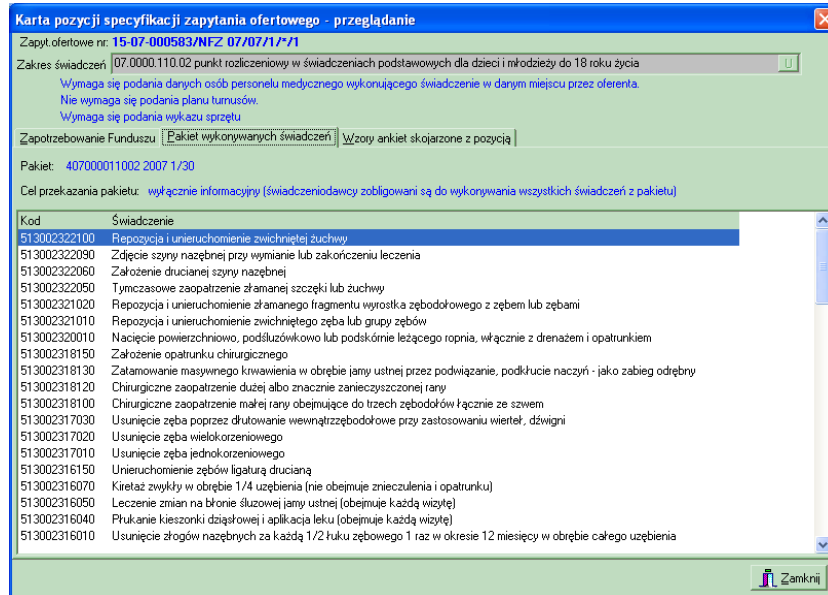 Karta pozycji specyfikacji zapytania ofertowego - przeglądanie
Zapyt.ofertowe nr: 15-07-000583/NFZ 07/07/1/*/1
Zakres świadczeń 07.0000.110.02 punkt rozliczeniowy w świadczeniach podstawowych dla dzieci i młodzieży do 18 roku życia U
Wymaga się podania danych osób personelu medycznego wykonującego świadczenie w danym miejscu przez oferenta.
Nie wymaga się podania planu turnusów.
Wymaga się podania wykazu sprzętu
Zapotrzebowanie Funduszu Pakiet wykonywanych świadczeń Wzory ankiet skojarzone z pozycją
Pakiet: 407000011002 2007 1/30
Cel przekazania pakietu: wyłącznie informacyjny (świadczeniodawcy zobligowani są do wykonywania wszystkich świadczeń z pakietu)
Kod Świadczenie
513002322100 Repozycja i unieruchomienie zwichniętej żuchwy
513002322090 Zdjęcie szyny nazębnej przy wymianie lub zakończeniu leczenia
513002322060 Założenie drucianej szyny nazębnej
513002322050 Tymczasowe zaopatrzenie złamanej szczęki lub żuchwy
513002321020 Repozycja i unieruchomienie złamanego fragmentu wyrostka zębodołowego z zębem lub zębami
513002321010 Repozycja i unieruchomienie zwichniętego zęba lub grupy zębów
513002320010 Nacięcie powierzchniowo, podśluzówkowo lub podskórnie leżącego ropnia, włącznie z drenażem i opatrunkiem
513002318150 Założenie opatrunku chirurgicznego
513002318130 Zatamowanie masywnego krwawienia w obrębie jamy ustnej przez podwiązanie, podkłucie naczyń - jako zabieg odrębny
513002318120 Chirurgiczne zaopatrzenie dużej albo znacznie zanieczyszczonej rany
513002318100 Chirurgiczne zaopatrzenie małej rany obejmujące do trzech zębodołów łącznie ze szwem
513002317030 Usunięcie zęba poprzez dłutowanie wewnątrzzębodołowe przy zastosowaniu wierteł, dźwigni
513002317020 Usunięcie zęba wielokorzeniowego
513002317010 Usunięcie zęba jednokorzeniowego
513002316150 Unieruchomienie zębów ligaturą drucianą
513002316070 Kiretaż zwykły w obrębie 1/4 uzębienia (nie obejmuje znieczulenia i opatrunku)
513002316050 Leczenie zmian na błonie śluzowej jamy ustnej (obejmuje każdą wizytę)
513002316040 Płukanie kieszonki dziąsłowej i aplikacja leku (obejmuje każdą wizytę)
513002316010 Usunięcie złogów nazębnych za każdą 1/2 łuku zębowego 1 raz w okresie 12 miesięcy w obrębie całego uzębienia
Zamknij